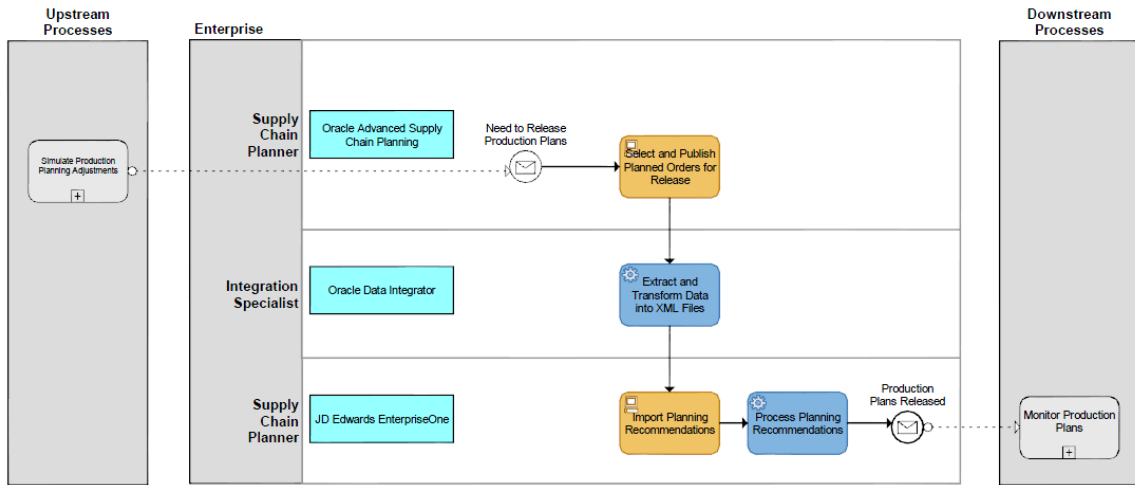 Upstream
Processes
Enterprise
Downstream
Processes
Supply
Chain
Planner
Oracle Advanced Supply
Chain Planning
Need to Release
Production Plans
Select and Publish
Planned Orders for
Release
Simulate Production
Planning Adjustments
Integration
Specialist
Oracle Data Integrator
Extract and
Transform Data
into XML Files
Supply
Chain
Planner
JD Edwards EnterpriseOne
Import Planning
Recommendations
Process Planning
Recommendations
Production
Plans Released
Monitor Production
Plans